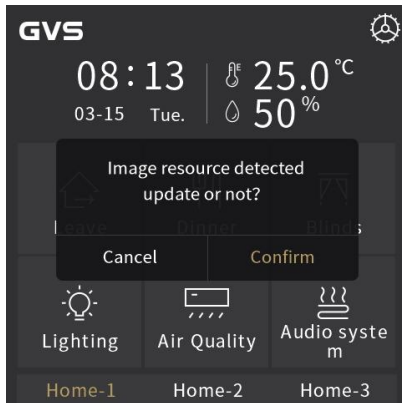 GVS
08:13
25.0°C
03-15 Tue.
50%
Image resource detected
update or not?
Leave Dinner Blinds
Cancel Confirm
Lighting Air Quality Audio syste
m
Home-1 Home-2 Home-3